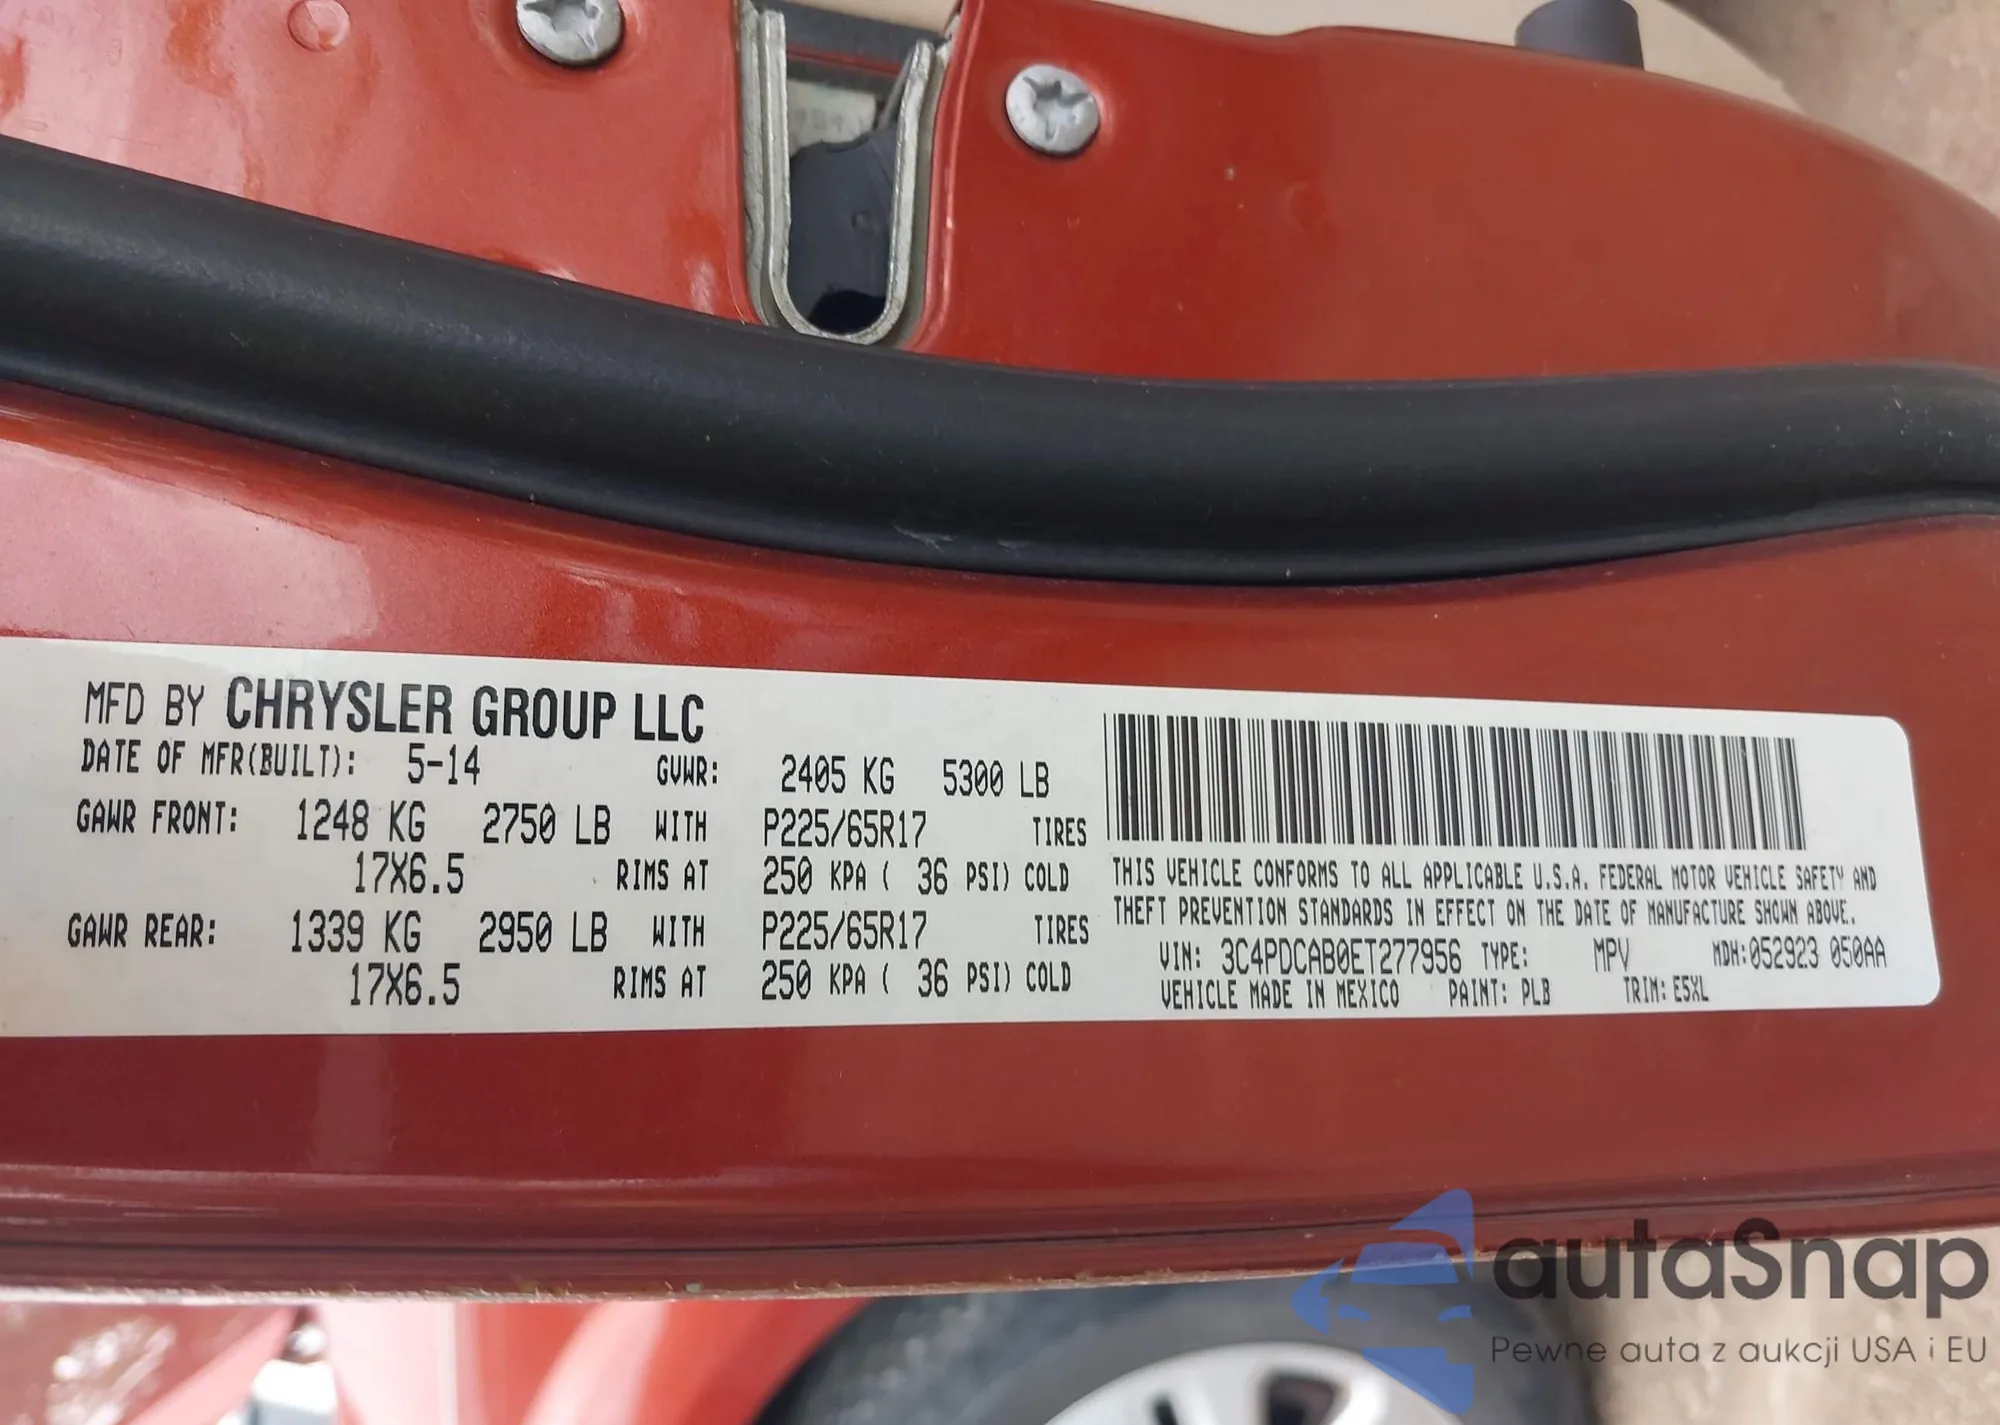 MFD BY CHRYSLER GROUP LLC
DATE OF MFR(BUILT): 5-14 GVWR: 2405 KG 5300 LB
GAWR FRONT: 1248 KG 2750 LB WITH P225/65R17 TIRES
17X6.5 RIMS AT 250 KPA ( 36 PSI) COLD
GAWR REAR: 1339 KG 2950 LB WITH P225/65R17 TIRES
17X6.5 RIMS AT 250 KPA ( 36 PSI) COLD
THIS VEHICLE CONFORMS TO ALL APPLICABLE U.S.A. FEDERAL MOTOR VEHICLE SAFETY AND
THEFT PREVENTION STANDARDS IN EFFECT ON THE DATE OF MANUFACTURE SHOWN ABOVE.
VIN: 3C4PDCAB0ET277956 TYPE: MPV MDH:052923 050AA
VEHICLE MADE IN MEXICO PAINT: PLB TRIM: E5XL
autaSnap
Pewne auta z aukcji USA i EU